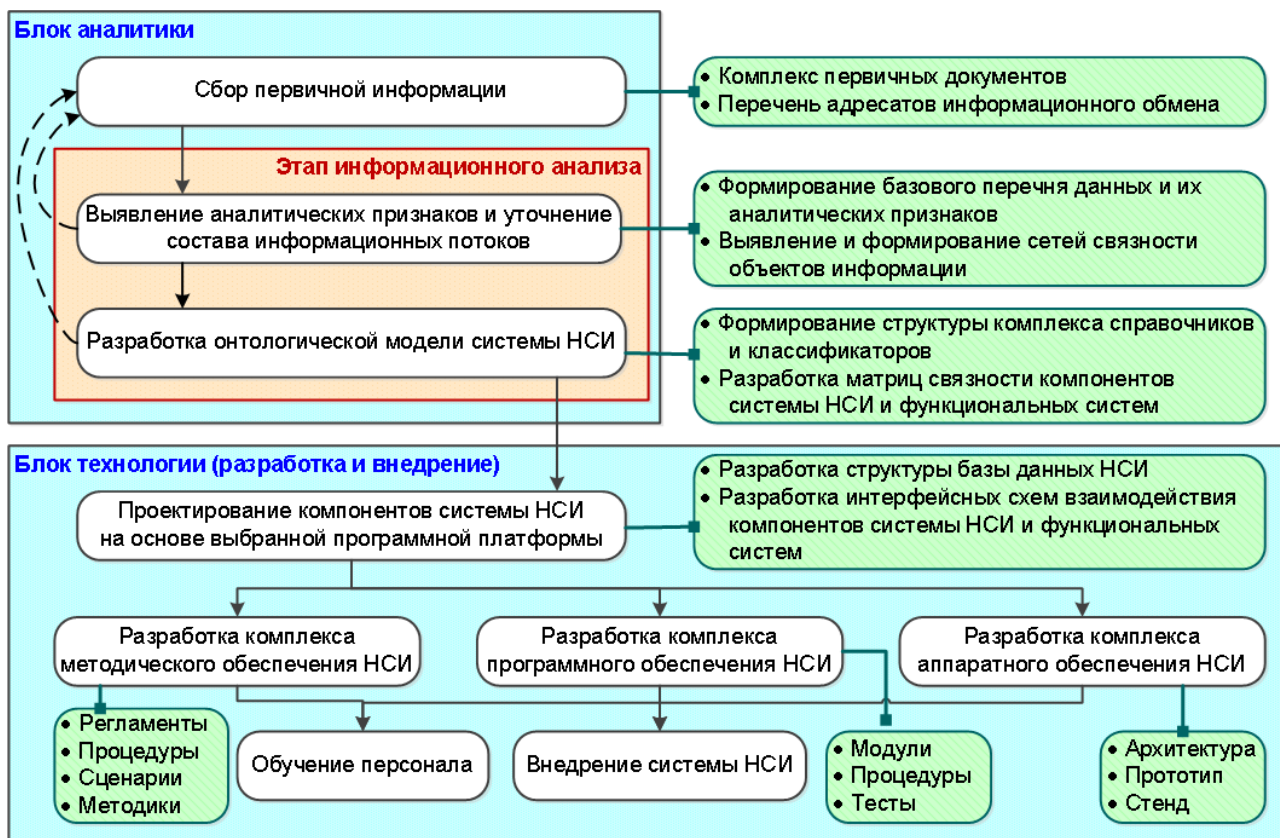 Блок аналитики
Сбор первичной информации
• Комплекс первичных документов
• Перечень адресатов информационного обмена
Этап информационного анализа
Выявление аналитических признаков и уточнение
состава информационных потоков
• Формирование базового перечня данных и их
аналитических признаков
• Выявление и формирование сетей связности
объектов информации
Разработка онтологической модели системы НСИ
• Формирование структуры комплекса справочников
и классификаторов
• Разработка матриц связности компонентов
системы НСИ и функциональных систем
Блок технологии (разработка и внедрение)
Проектирование компонентов системы НСИ
на основе выбранной программной платформы
• Разработка структуры базы данных НСИ
• Разработка интерфейсных схем взаимодействия
компонентов системы НСИ и функциональных
систем
Разработка комплекса
методического обеспечения НСИ
Разработка комплекса
программного обеспечения НСИ
Разработка комплекса
аппаратного обеспечения НСИ
• Регламенты
• Процедуры
• Сценарии
• Методики
Обучение персонала
Внедрение системы НСИ
• Модули
• Процедуры
• Тесты
• Архитектура
• Прототип
• Стенд